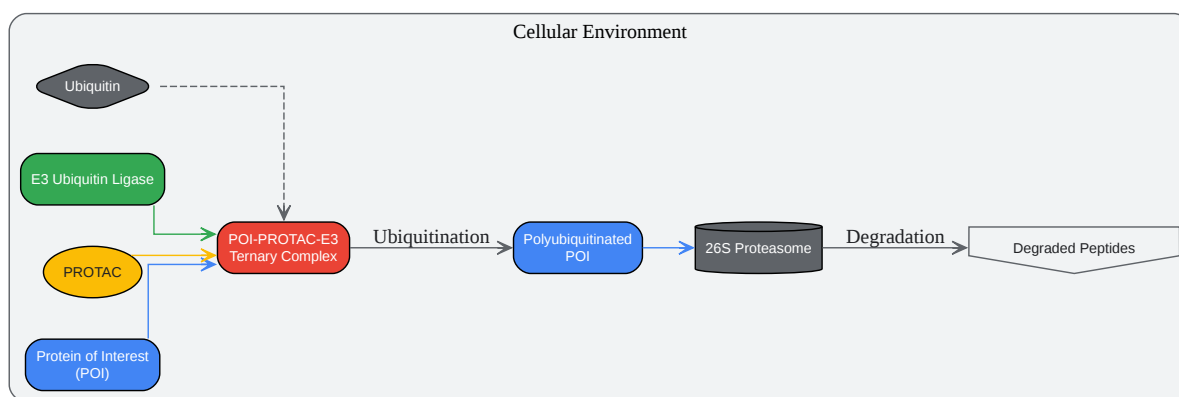 Cellular Environment
Ubiquitin
E3 Ubiquitin Ligase
PROTAC
Protein of Interest
(POI)
POI-PROTAC-E3
Ternary Complex
Ubiquitination
Polyubiquitinated
POI
26S Proteasome
Degradation
Degraded Peptides